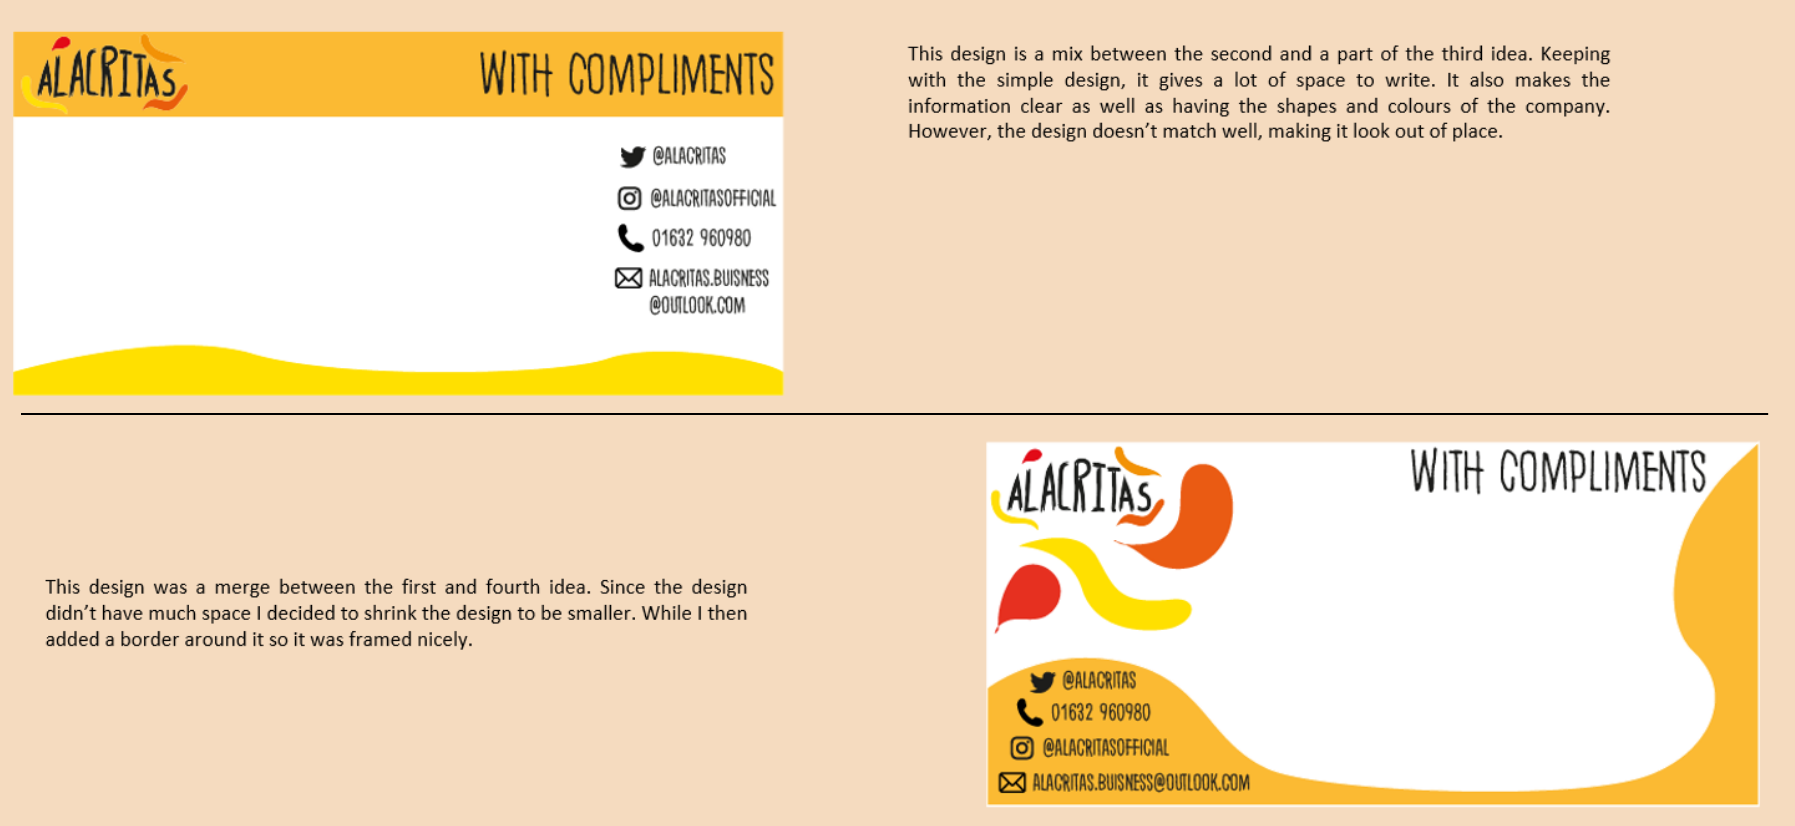 ALACRITAS
WITH COMPLIMENTS
@ALACRITAS
@ALACRITASOFFICIAL
01632 960980
ALACRITAS.BUISNESS
@OUTLOOK.COM
This design is a mix between the second and a part of the third idea. Keeping
with the simple design, it gives a lot of space to write. It also makes the
information clear as well as having the shapes and colours of the company.
However, the design doesn’t match well, making it look out of place.
This design was a merge between the first and fourth idea. Since the design
didn’t have much space I decided to shrink the design to be smaller. While I then
added a border around it so it was framed nicely.
ALACRITAS
WITH COMPLIMENTS
@ALACRITAS
01632 960980
@ALACRITASOFFICIAL
ALACRITAS.BUISNESS@OUTLOOK.COM